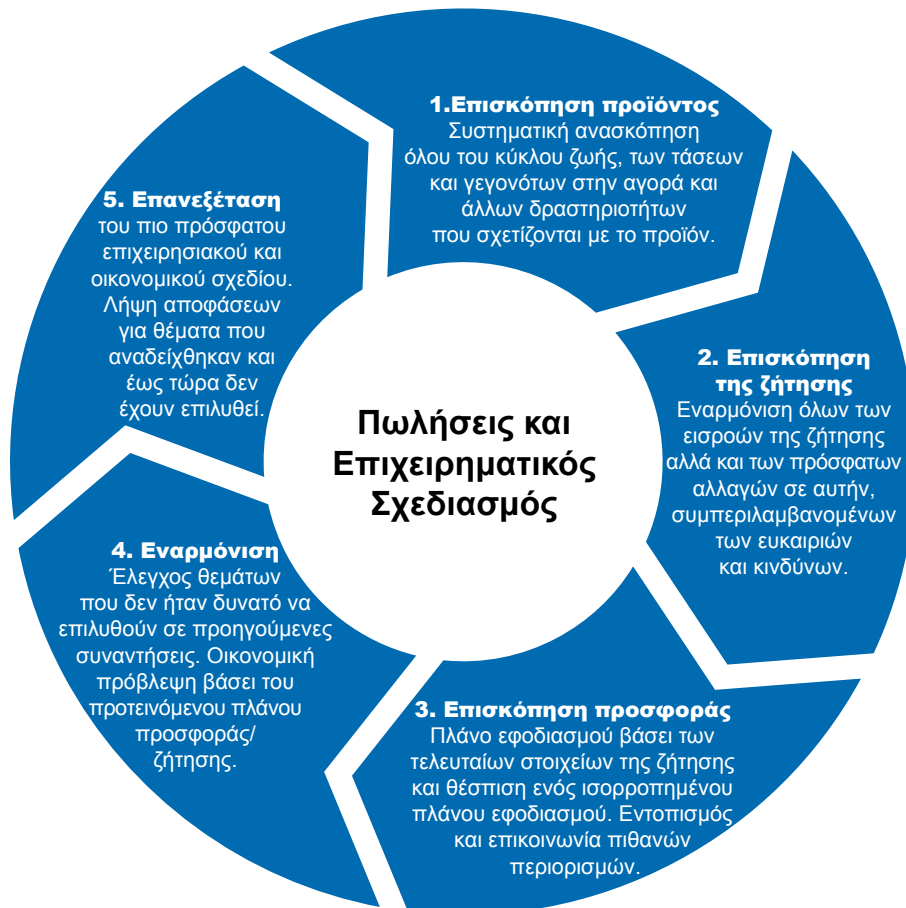 1.Επισκόπηση προϊόντος
Συστηματική ανασκόπηση
όλου του κύκλου ζωής, των τάσεων
και γεγονότων στην αγορά και
άλλων δραστηριοτήτων
που σχετίζονται με το προϊόν.
2. Επισκόπηση
της ζήτησης
Εναρμόνιση όλων των
εισροών της ζήτησης
αλλά και των πρόσφατων
αλλαγών σε αυτήν,
συμπεριλαμβανομένων
των ευκαιριών
και κινδύνων.
3. Επισκόπηση προσφοράς
Πλάνο εφοδιασμού βάσει των
τελευταίων στοιχείων της ζήτησης
και θέσπιση ενός ισορροπημένου
πλάνου εφοδιασμού. Εντοπισμός
και επικοινωνία πιθανών
περιορισμών.
4. Εναρμόνιση
Έλεγχος θεμάτων
που δεν ήταν δυνατό να
επιλυθούν σε προηγούμενες
συναντήσεις. Οικονομική
πρόβλεψη βάσει του
προτεινόμενου πλάνου
προσφοράς/
ζήτησης.
5. Επανεξέταση
του πιο πρόσφατου
επιχειρησιακού και
οικονομικού σχεδίου.
Λήψη αποφάσεων
για θέματα που
αναδείχθηκαν και
έως τώρα δεν
έχουν επιλυθεί.
Πωλήσεις και
Επιχειρηματικός
Σχεδιασμός